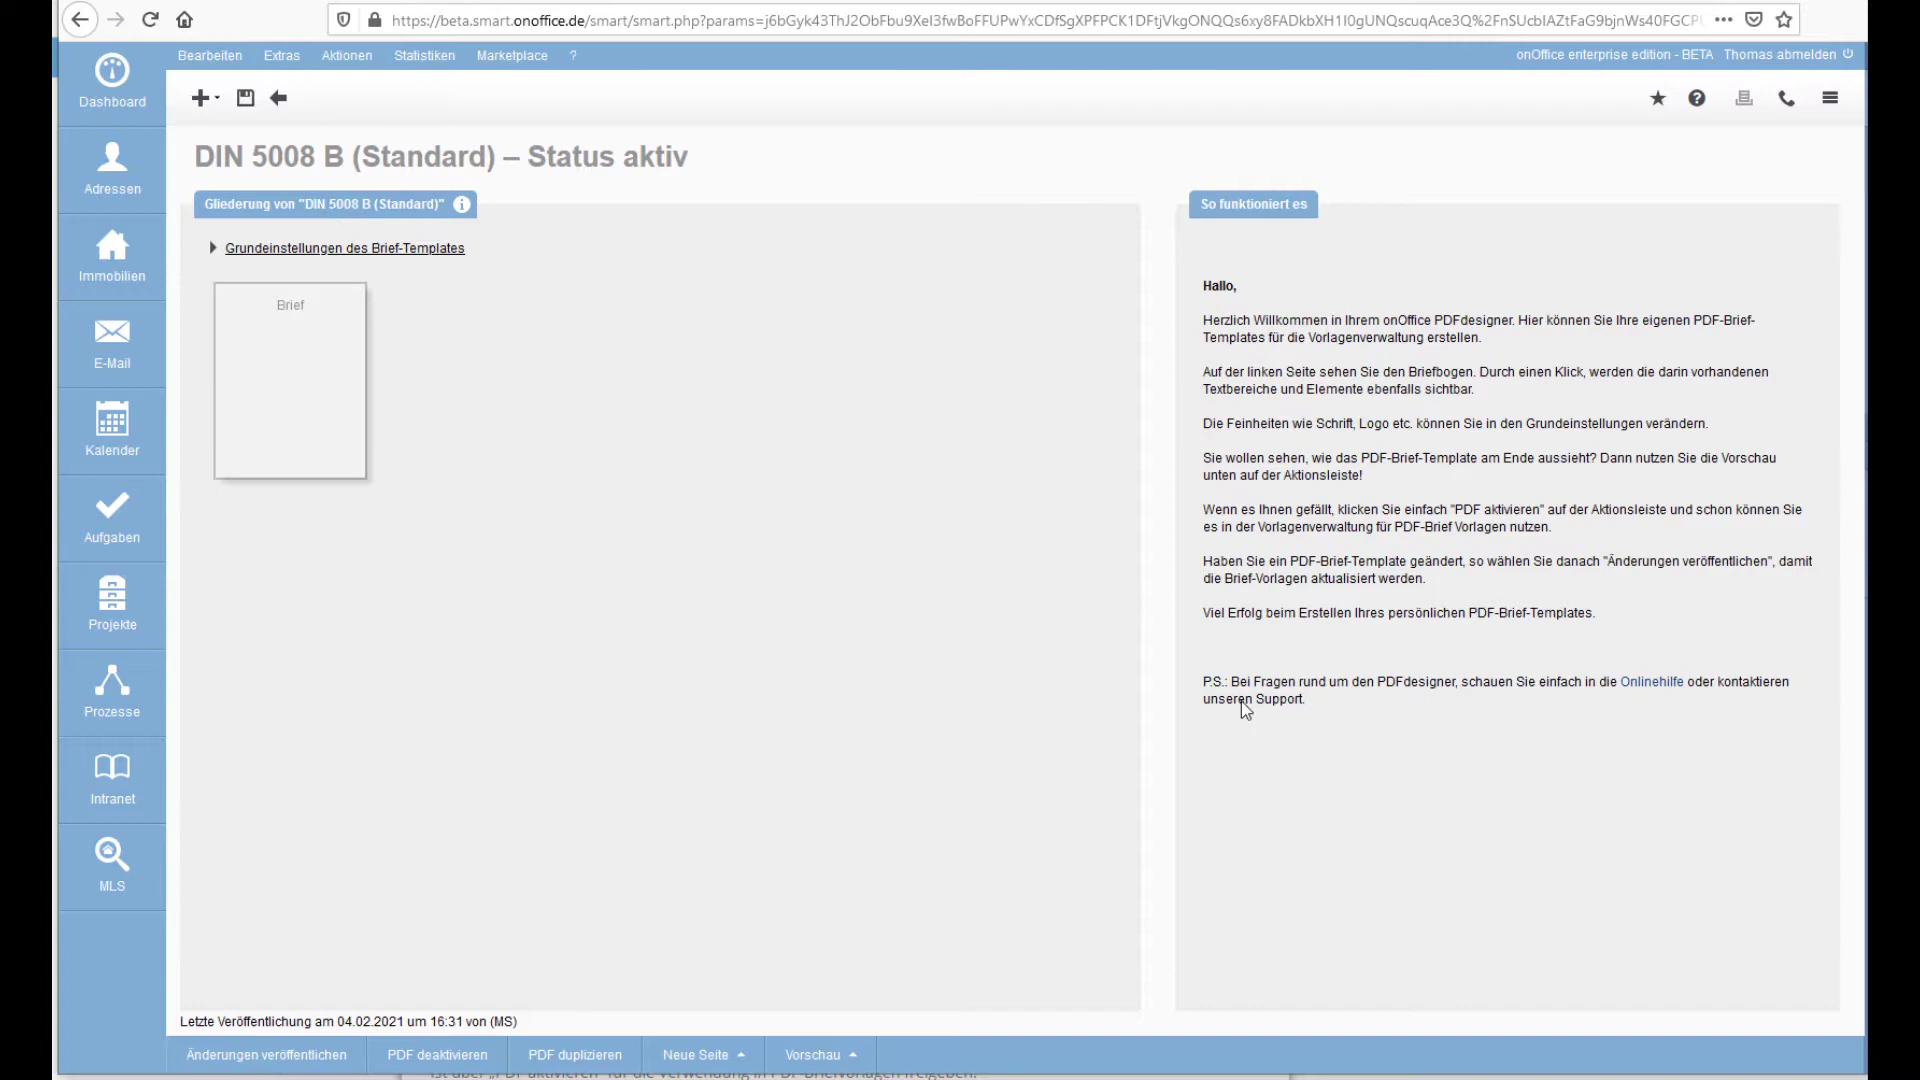 https://beta.smart.onoffice.de/smart/smart.php?params=
Bearbeiten Extras Aktionen Statistiken Marketplace ?
onOffice enterprise edition - BETA Thomas abmelden
Dashboard
Adressen
Immobilien
E-Mail
Kalender
Aufgaben
Projekte
Prozesse
Intranet
MLS
DIN 5008 B (Standard) – Status aktiv
Gliederung von "DIN 5008 B (Standard)"
Grundeinstellungen des Brief-Templates
Brief
So funktioniert es
Hallo,
Herzlich Willkommen in Ihrem onOffice PDFdesigner. Hier können Sie Ihre eigenen PDF-Brief-
Templates für die Vorlagenverwaltung erstellen.
Auf der linken Seite sehen Sie den Briefbogen. Durch einen Klick, werden die darin vorhandenen
Textbereiche und Elemente ebenfalls sichtbar.
Die Feinheiten wie Schrift, Logo etc. können Sie in den Grundeinstellungen verändern.
Sie wollen sehen, wie das PDF-Brief-Template am Ende aussieht? Dann nutzen Sie die Vorschau
unten auf der Aktionsleiste!
Wenn es Ihnen gefällt, klicken Sie einfach "PDF aktivieren" auf der Aktionsleiste und schon können Sie
es in der Vorlagenverwaltung für PDF-Brief Vorlagen nutzen.
Haben Sie ein PDF-Brief-Template geändert, so wählen Sie danach "Änderungen veröffentlichen", damit
die Brief-Vorlagen aktualisiert werden.
Viel Erfolg beim Erstellen Ihres persönlichen PDF-Brief-Templates.
P.S.: Bei Fragen rund um den PDFdesigner, schauen Sie einfach in die Onlinehilfe oder kontaktieren
unseren Support.
Letzte Veröffentlichung am 04.02.2021 um 16:31 von (MS)
Änderungen veröffentlichen PDF deaktivieren PDF duplizieren Neue Seite Vorschau